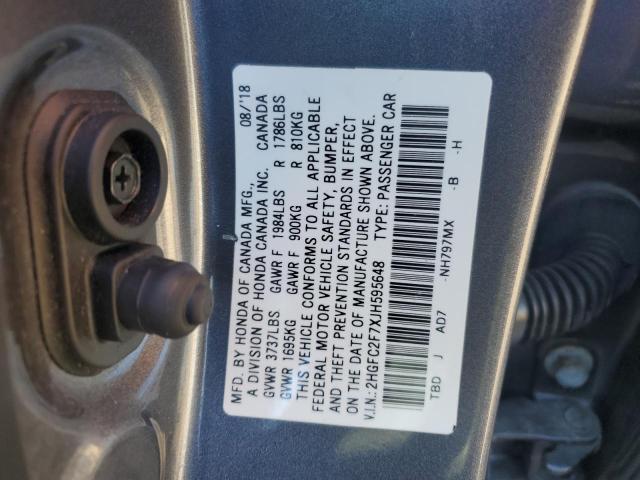 MFD. BY HONDA OF CANADA MFG., 08/'18
A DIVISION OF HONDA CANADA INC. CANADA
GVWR 3737LBS GAWR F 1984LBS R 1786LBS
GVWR 1695KG GAWR F 900KG R 810KG
THIS VEHICLE CONFORMS TO ALL APPLICABLE
FEDERAL MOTOR VEHICLE SAFETY, BUMPER,
AND THEFT PREVENTION STANDARDS IN EFFECT
ON THE DATE OF MANUFACTURE SHOWN ABOVE.
V.I.N.: 2HGFC2F7XJH595648 TYPE: PASSENGER CAR
TBD J AD7 -NH797MX -B -H